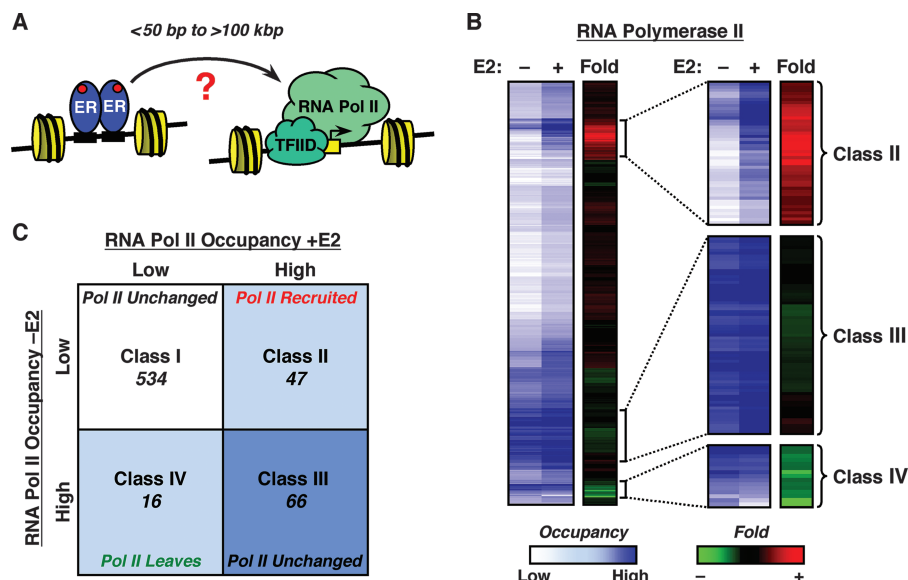 A
<50 bp to >100 kbp
?
ER ER
RNA Pol II
TFIID
B
RNA Polymerase II
E2: − + Fold
E2: − + Fold
Class II
Class III
Class IV
Occupancy
Low High
Fold
− +
C
RNA Pol II Occupancy +E2
Low High
RNA Pol II Occupancy −E2
Low
High
Pol II Unchanged
Class I
534
Pol II Recruited
Class II
47
Class IV
16
Pol II Leaves
Class III
66
Pol II Unchanged